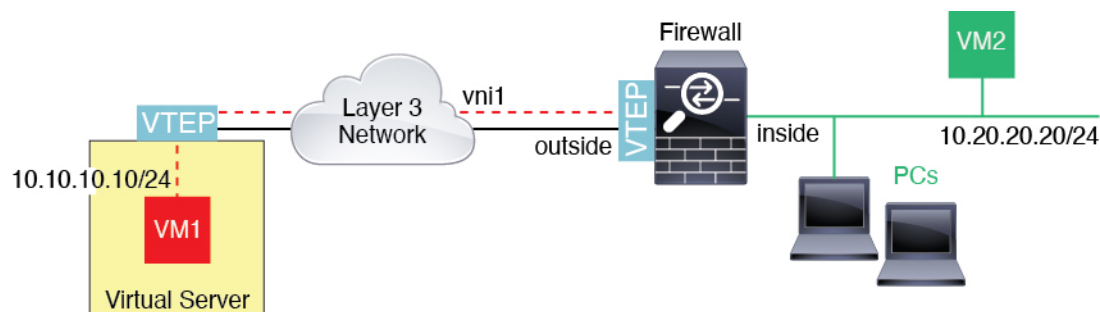 Firewall
VM2
Layer 3
Network
vni1
VTEP
VTEP
outside
inside
10.20.20.20/24
10.10.10.10/24
PCs
VM1
Virtual Server